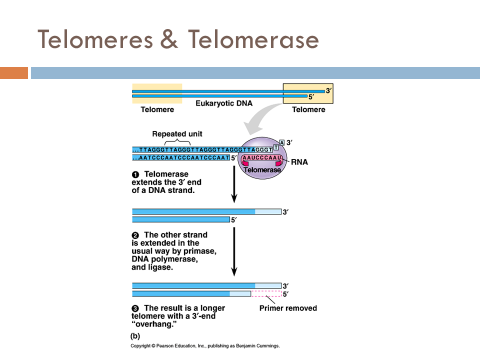 Telomeres & Telomerase
3′
5′
Eukaryotic DNA
Telomere
Telomere
Repeated unit
3′
A
T
TTAGGGTTAGGGTTAGGGTTAGGGT
AATCCCAATCCCAATCCCAAT 5′ AAUCCCAAU
RNA
Telomerase
1 Telomerase
extends the 3′ end
of a DNA strand.
3′
5′
2 The other strand
is extended in the
usual way by primase,
DNA polymerase,
and ligase.
3′
5′
3 The result is a longer
telomere with a 3′-end
“overhang.”
Primer removed
(b)
Copyright © Pearson Education, Inc., publishing as Benjamin Cummings.